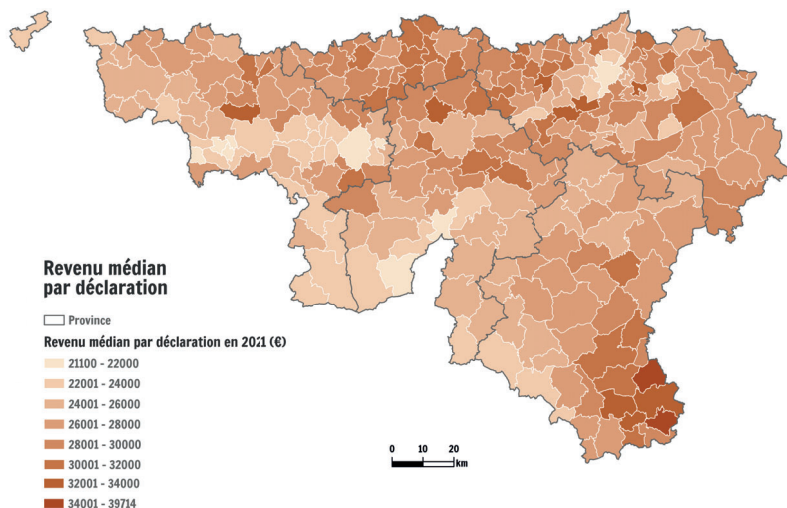 Revenu médian
par déclaration
Province
Revenu médian par déclaration en 2021 (€)
21100 - 22000
22001 - 24000
24001 - 26000
26001 - 28000
28001 - 30000
30001 - 32000
32001 - 34000
34001 - 39714
0 10 20
km